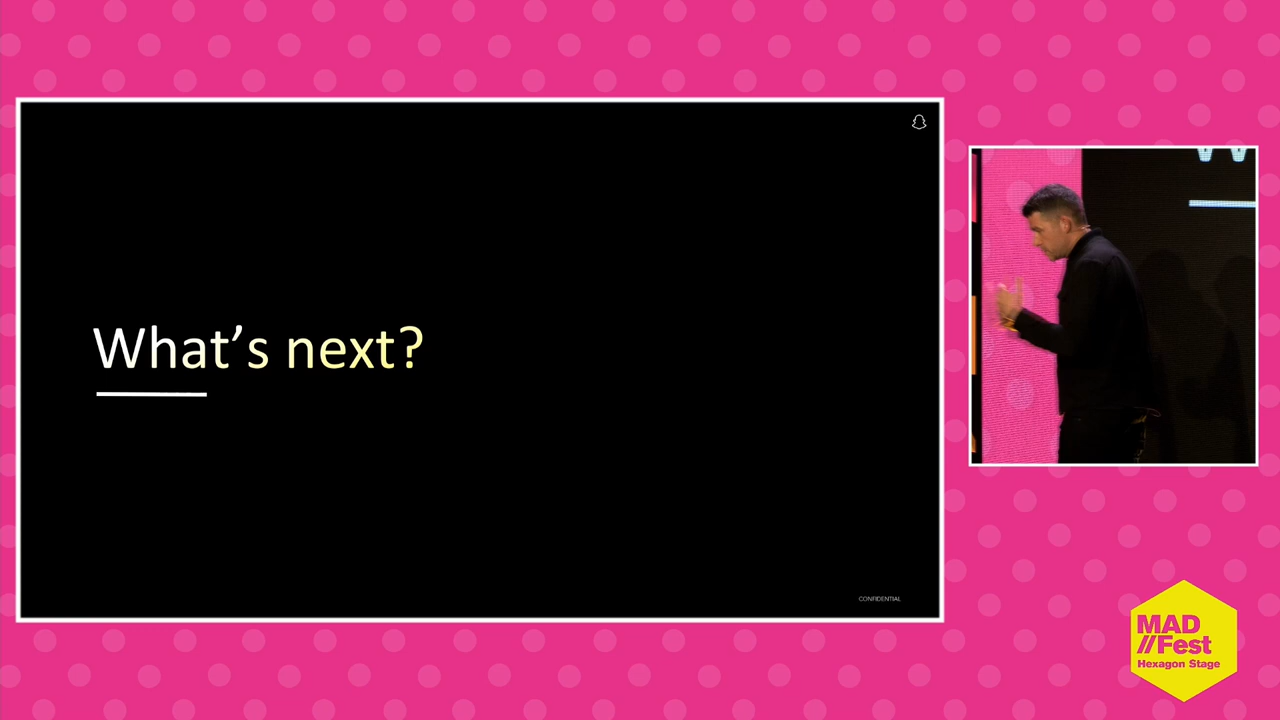 What's next?
CONFIDENTIAL
MAD
//Fest
Hexagon Stage